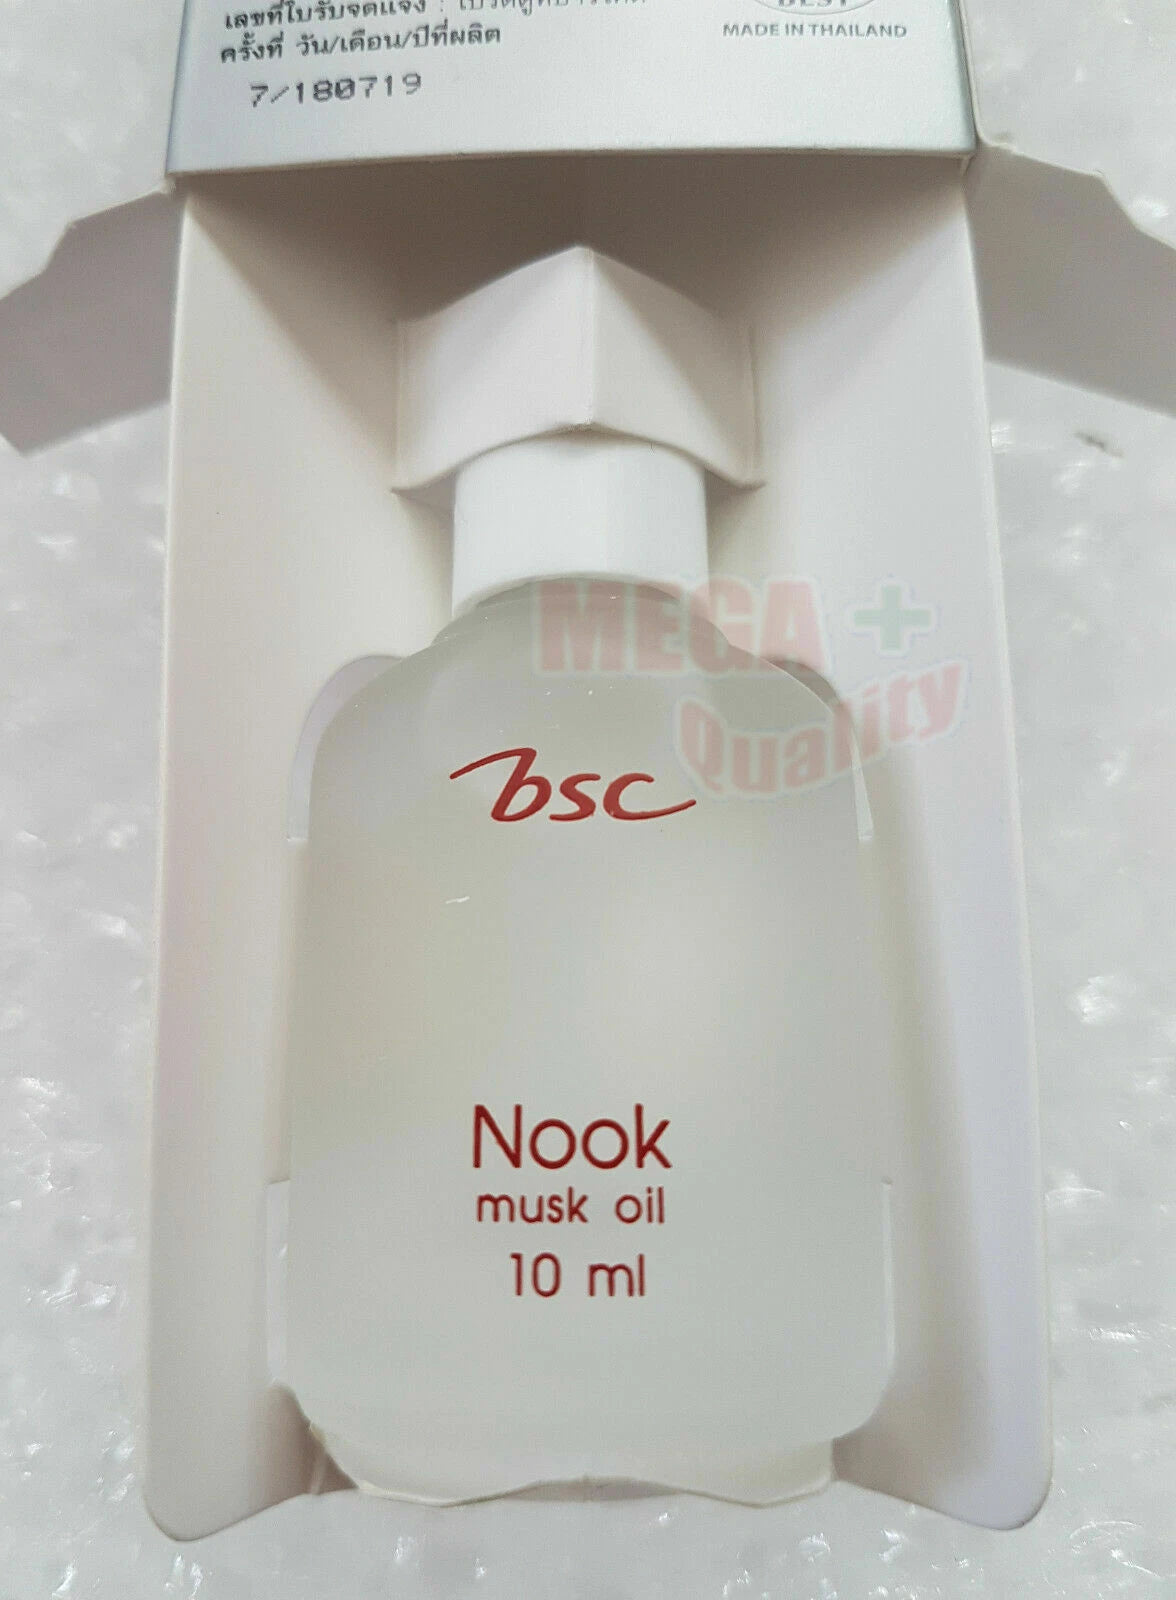 เลขที่ใบรับจดแจ้ง :
MADE IN THAILAND
ครั้งที่ วัน/เดือน/ปีที่ผลิต
7/180719
MEGA +
Quality
bsc
Nook
musk oil
10 ml